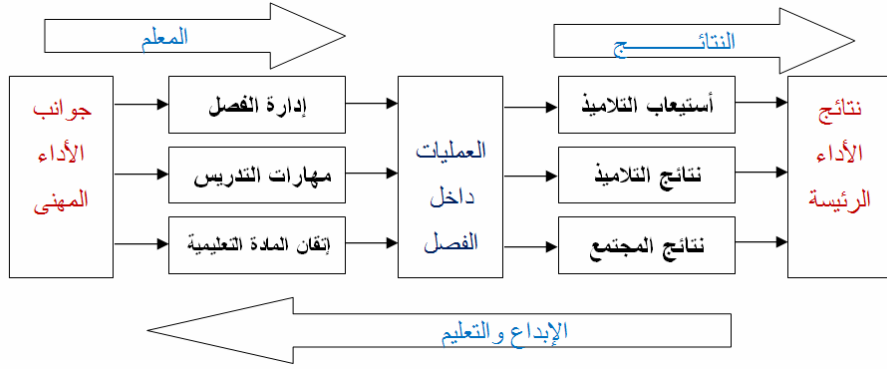 المعلم
النتائـــــــــــج
جوانب
الأداء
المهنى
إدارة الفصل
مهارات التدريس
إتقان المادة التعليمية
العمليات
داخل
الفصل
أستيعاب التلاميذ
نتائج التلاميذ
نتائج المجتمع
نتائج
الأداء
الرئيسة
الإبداع والتعليم